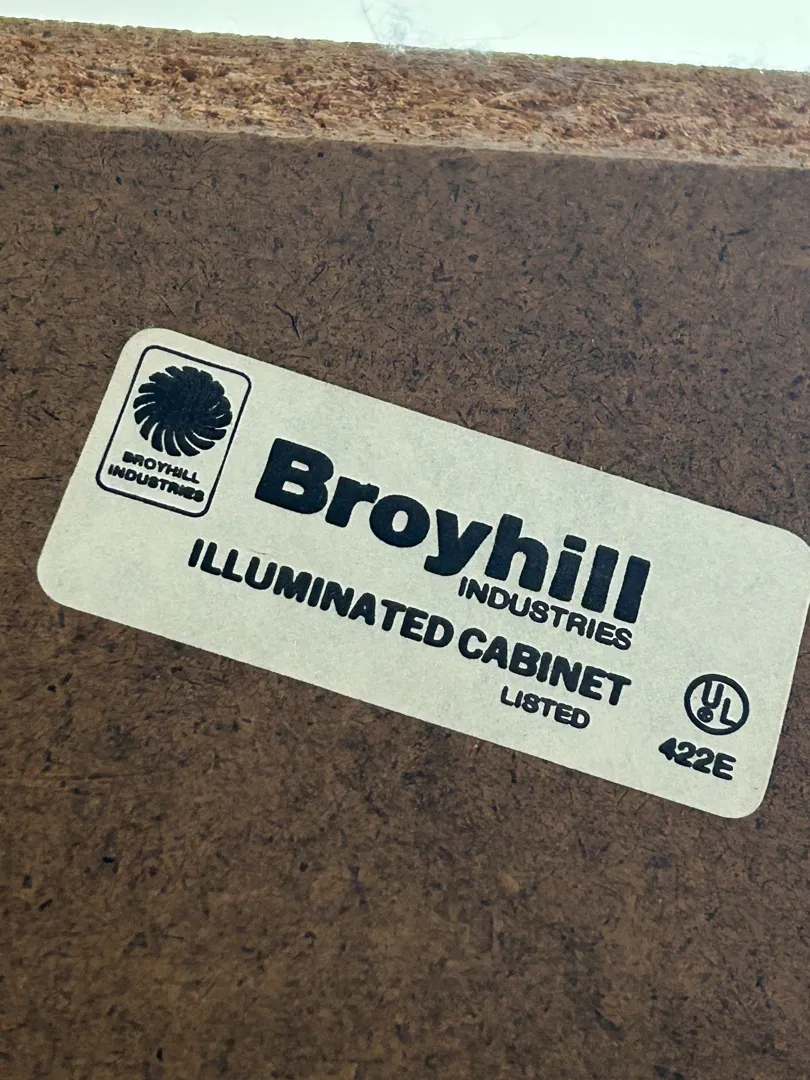 BROYHILL
INDUSTRIES
Broyhill
INDUSTRIES
ILLUMINATED CABINET
LISTED
UL
422E